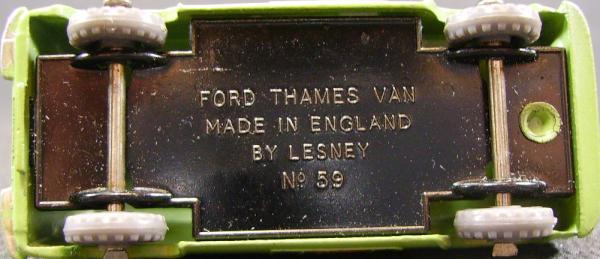 FORD THAMES VAN
MADE IN ENGLAND
BY LESNEY
Nº 59